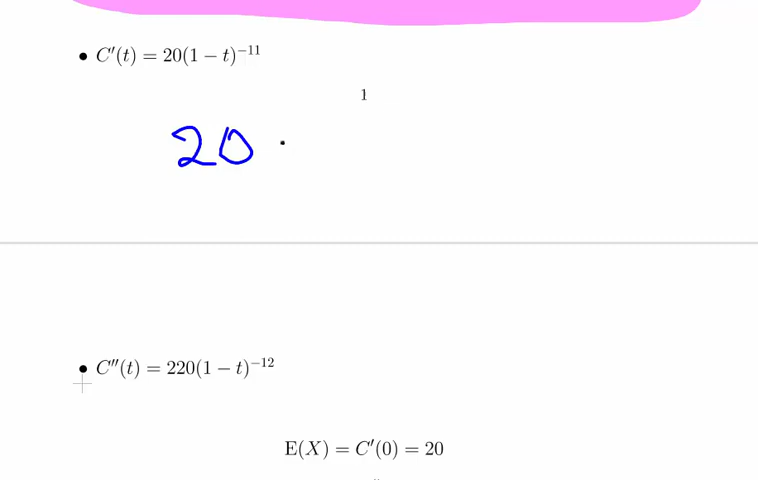 • C′(t) = 20(1 − t)⁻¹¹
1
20 ·
• C″(t) = 220(1 − t)⁻¹²
E(X) = C′(0) = 20